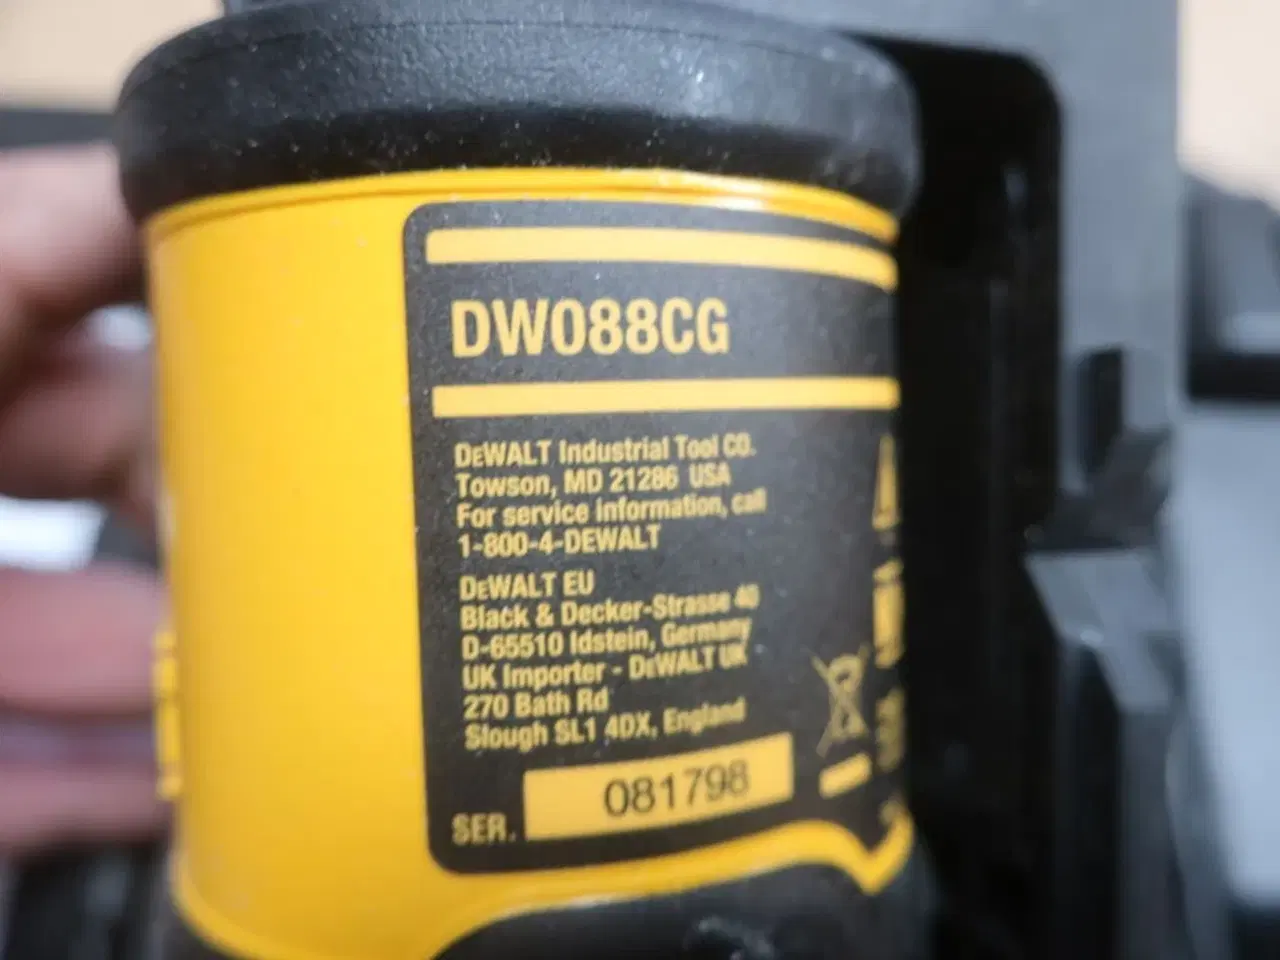 DW088CG
DEWALT Industrial Tool CO.
Towson, MD 21286 USA
For service information, call
1-800-4-DEWALT
DEWALT EU
Black & Decker-Strasse 40
D-65510 Idstein, Germany
UK Importer - DEWALT UK
270 Bath Rd
Slough SL1 4DX, England
SER. 081798